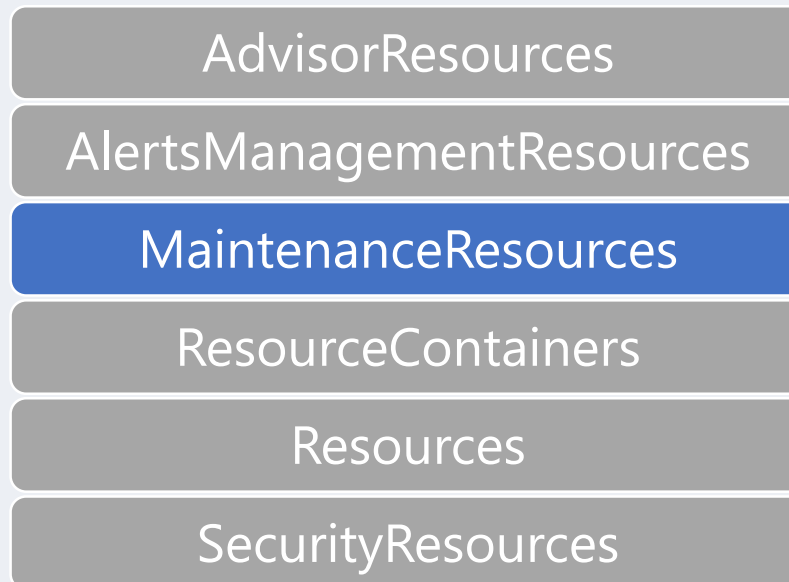 AdvisorResources
AlertsManagementResources
MaintenanceResources
ResourceContainers
Resources
SecurityResources